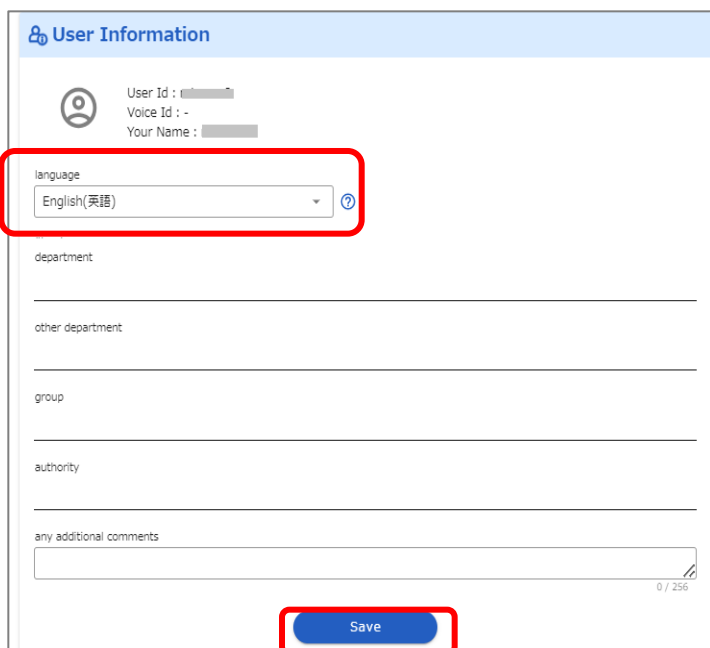 User Information
User Id :
Voice Id : -
Your Name :
language
English(英語)
department
other department
group
authority
any additional comments
0 / 256
Save